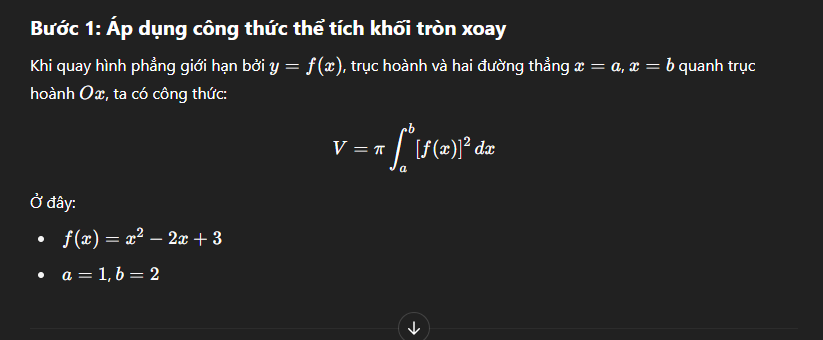 Bước 1: Áp dụng công thức thể tích khối tròn xoay
Khi quay hình phẳng giới hạn bởi y = f(x), trục hoành và hai đường thẳng x = a, x = b quanh trục
hoành Ox, ta có công thức:
V = π ∫_a^b [f(x)]² dx
Ở đây:
• f(x) = x² − 2x + 3
• a = 1, b = 2